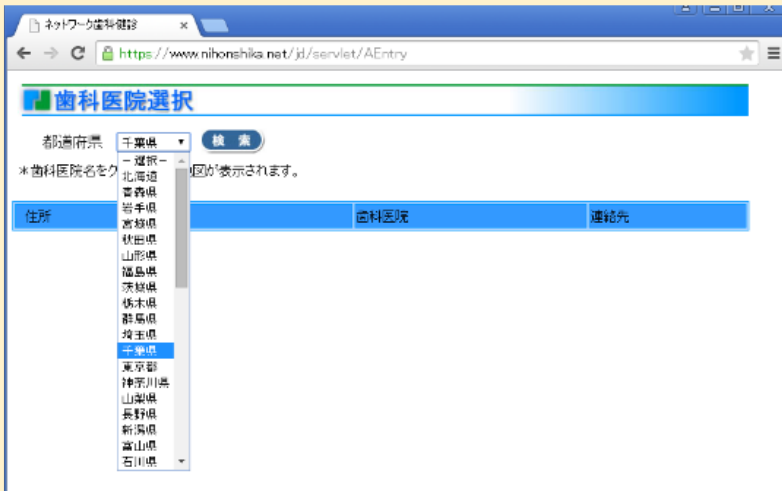 ネットワーク歯科健診
https://www.nihonshika.net/jd/servlet/AEntry
歯科医院選択
都道府県 千葉県 検 索
*歯科医院名をク 図が表示されます。
住所 歯科医院 連絡先
-選択-
北海道
青森県
岩手県
宮城県
秋田県
山形県
福島県
茨城県
栃木県
群馬県
埼玉県
千葉県
東京都
神奈川県
山梨県
長野県
新潟県
富山県
石川県